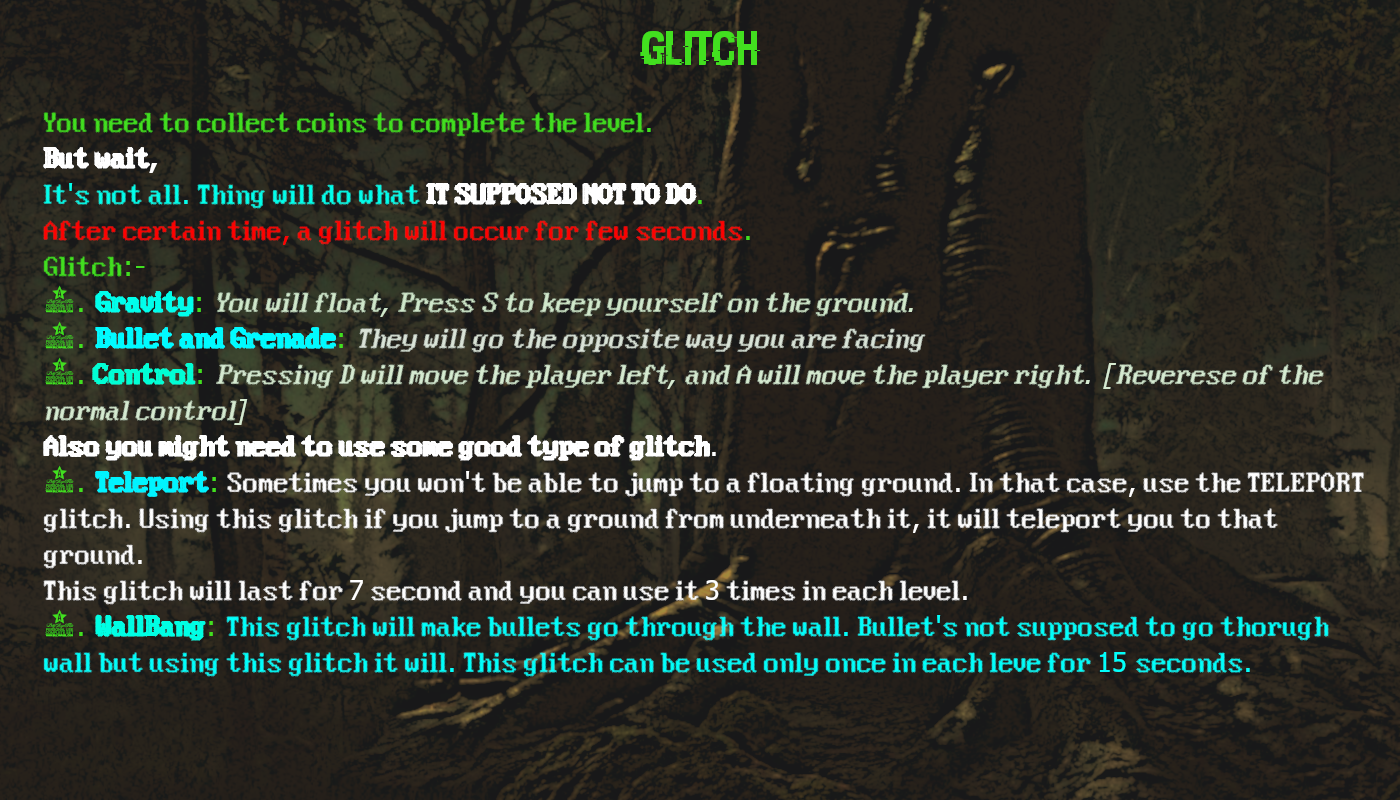 GLITCH
You need to collect coins to complete the level.
But wait,
It's not all. Thing will do what IT SUPPOSED NOT TO DO.
After certain time, a glitch will occur for few seconds.
Glitch:-
. Gravity: You will float, Press S to keep yourself on the ground.
. Bullet and Grenade: They will go the opposite way you are facing
. Control: Pressing D will move the player left, and A will move the player right. [Reverese of the
normal control]
Also you might need to use some good type of glitch.
. Teleport: Sometimes you won't be able to jump to a floating ground. In that case, use the TELEPORT
glitch. Using this glitch if you jump to a ground from underneath it, it will teleport you to that
ground.
This glitch will last for 7 second and you can use it 3 times in each level.
. WallBang: This glitch will make bullets go through the wall. Bullet's not supposed to go thorugh
wall but using this glitch it will. This glitch can be used only once in each leve for 15 seconds.